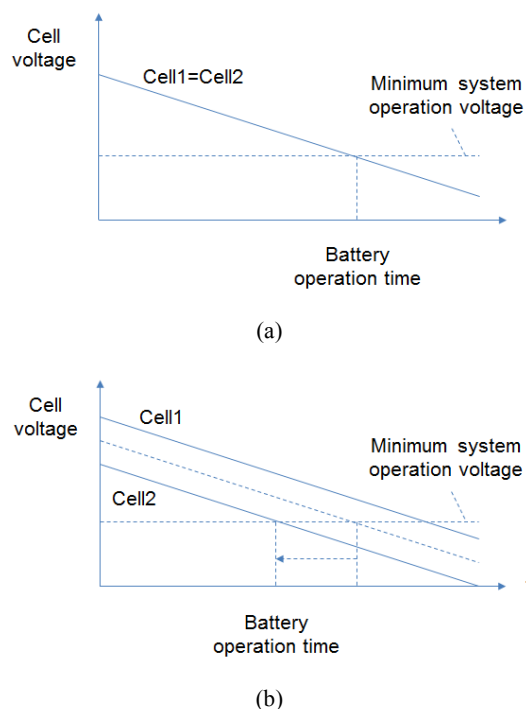 Cell
voltage
Cell1=Cell2
Minimum system
operation voltage
Battery
operation time
(a)
Cell
voltage
Cell1
Cell2
Minimum system
operation voltage
Battery
operation time
(b)